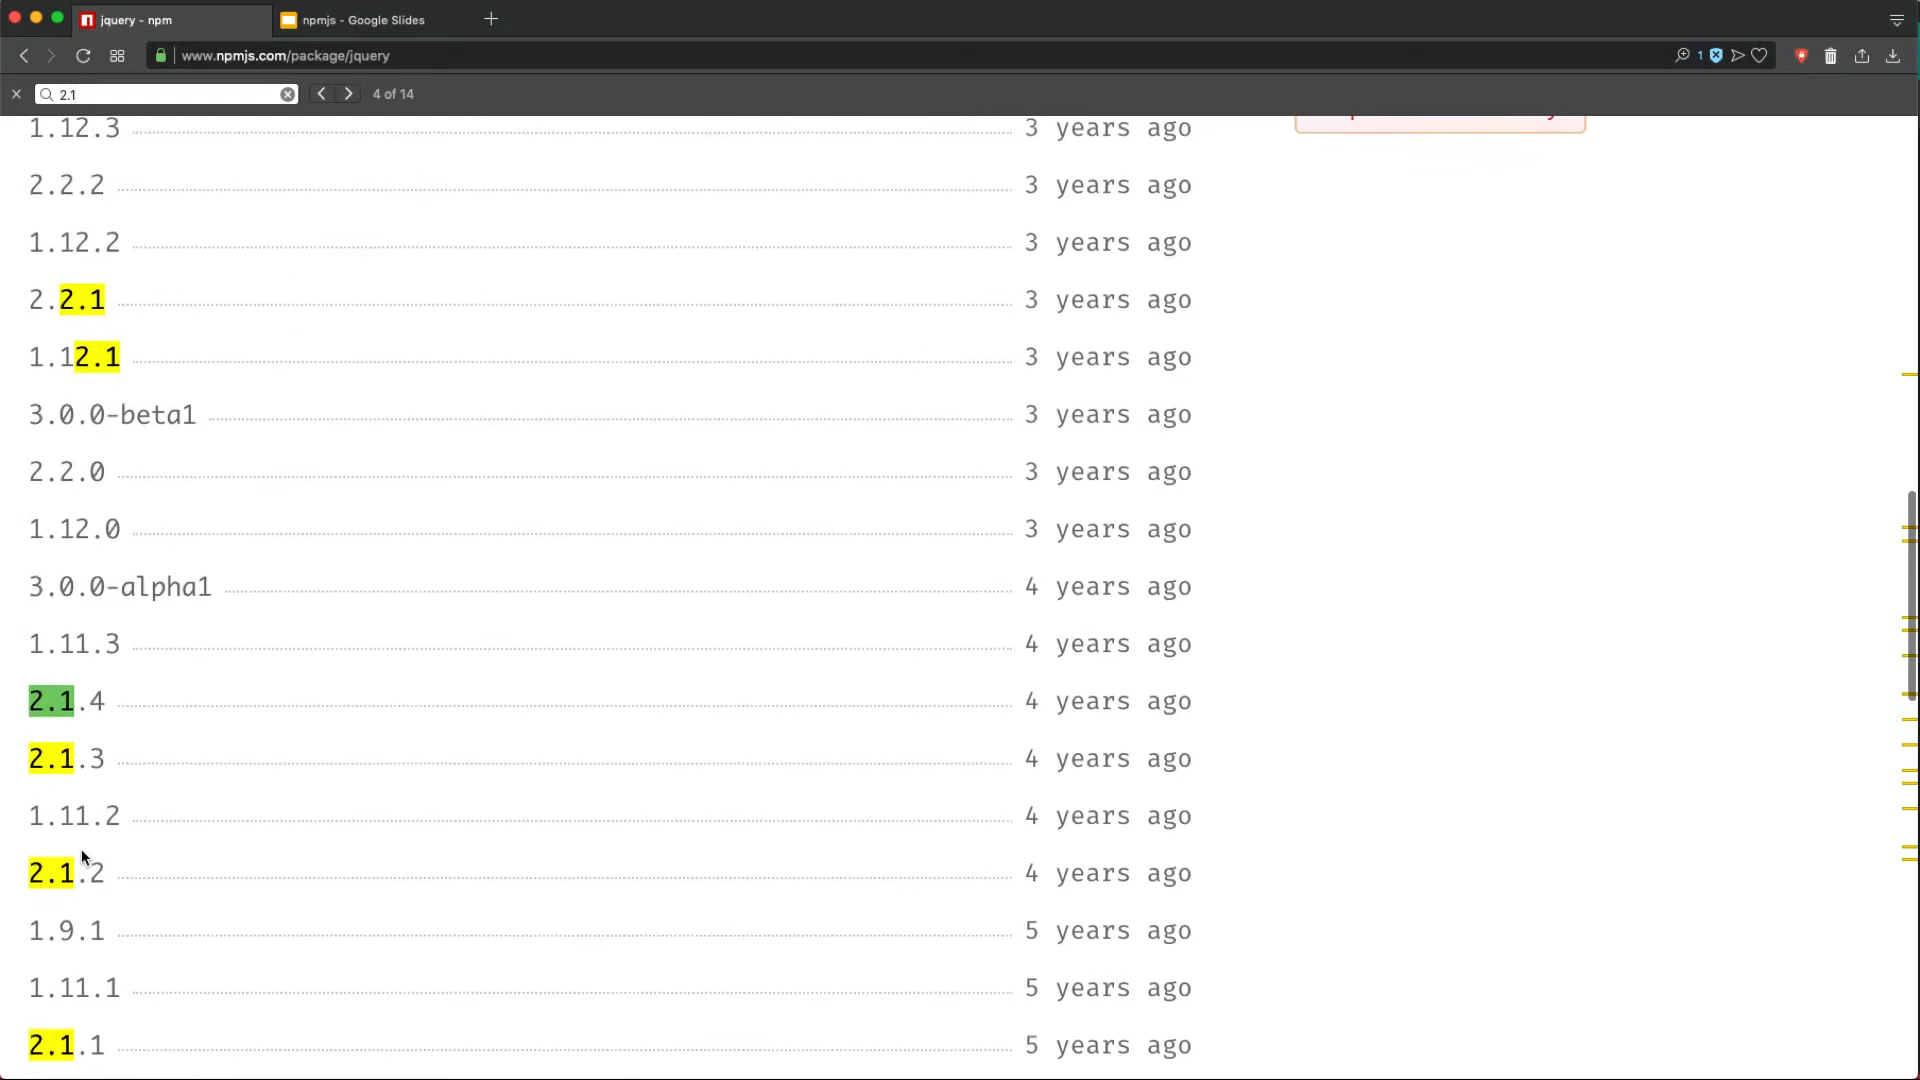 jquery - npm
npmjs - Google Slides
www.npmjs.com/package/jquery
1
2.1
4 of 14
1.12.3 3 years ago
2.2.2 3 years ago
1.12.2 3 years ago
2.2.1 3 years ago
1.12.1 3 years ago
3.0.0-beta1 3 years ago
2.2.0 3 years ago
1.12.0 3 years ago
3.0.0-alpha1 4 years ago
1.11.3 4 years ago
2.1.4 4 years ago
2.1.3 4 years ago
1.11.2 4 years ago
2.1.2 4 years ago
1.9.1 5 years ago
1.11.1 5 years ago
2.1.1 5 years ago